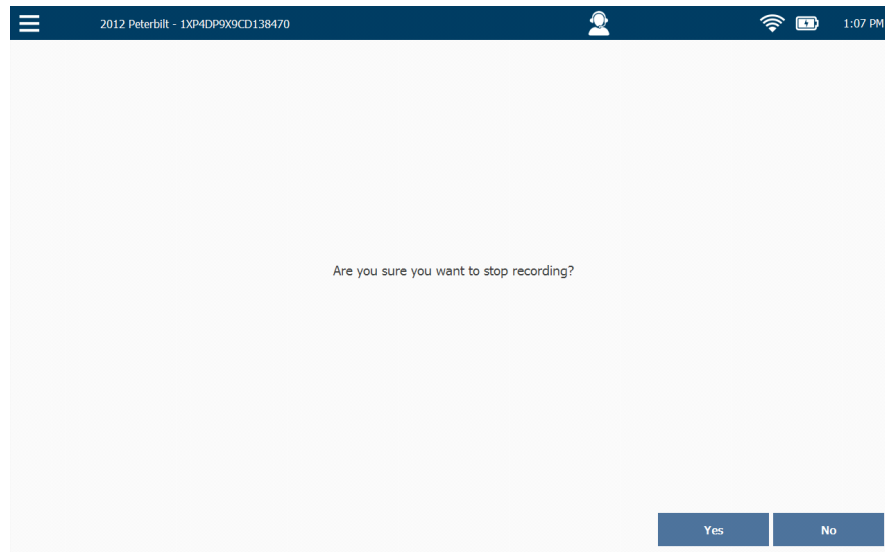 2012 Peterbilt - 1XP4DP9X9CD138470 1:07 PM
Are you sure you want to stop recording?
Yes No